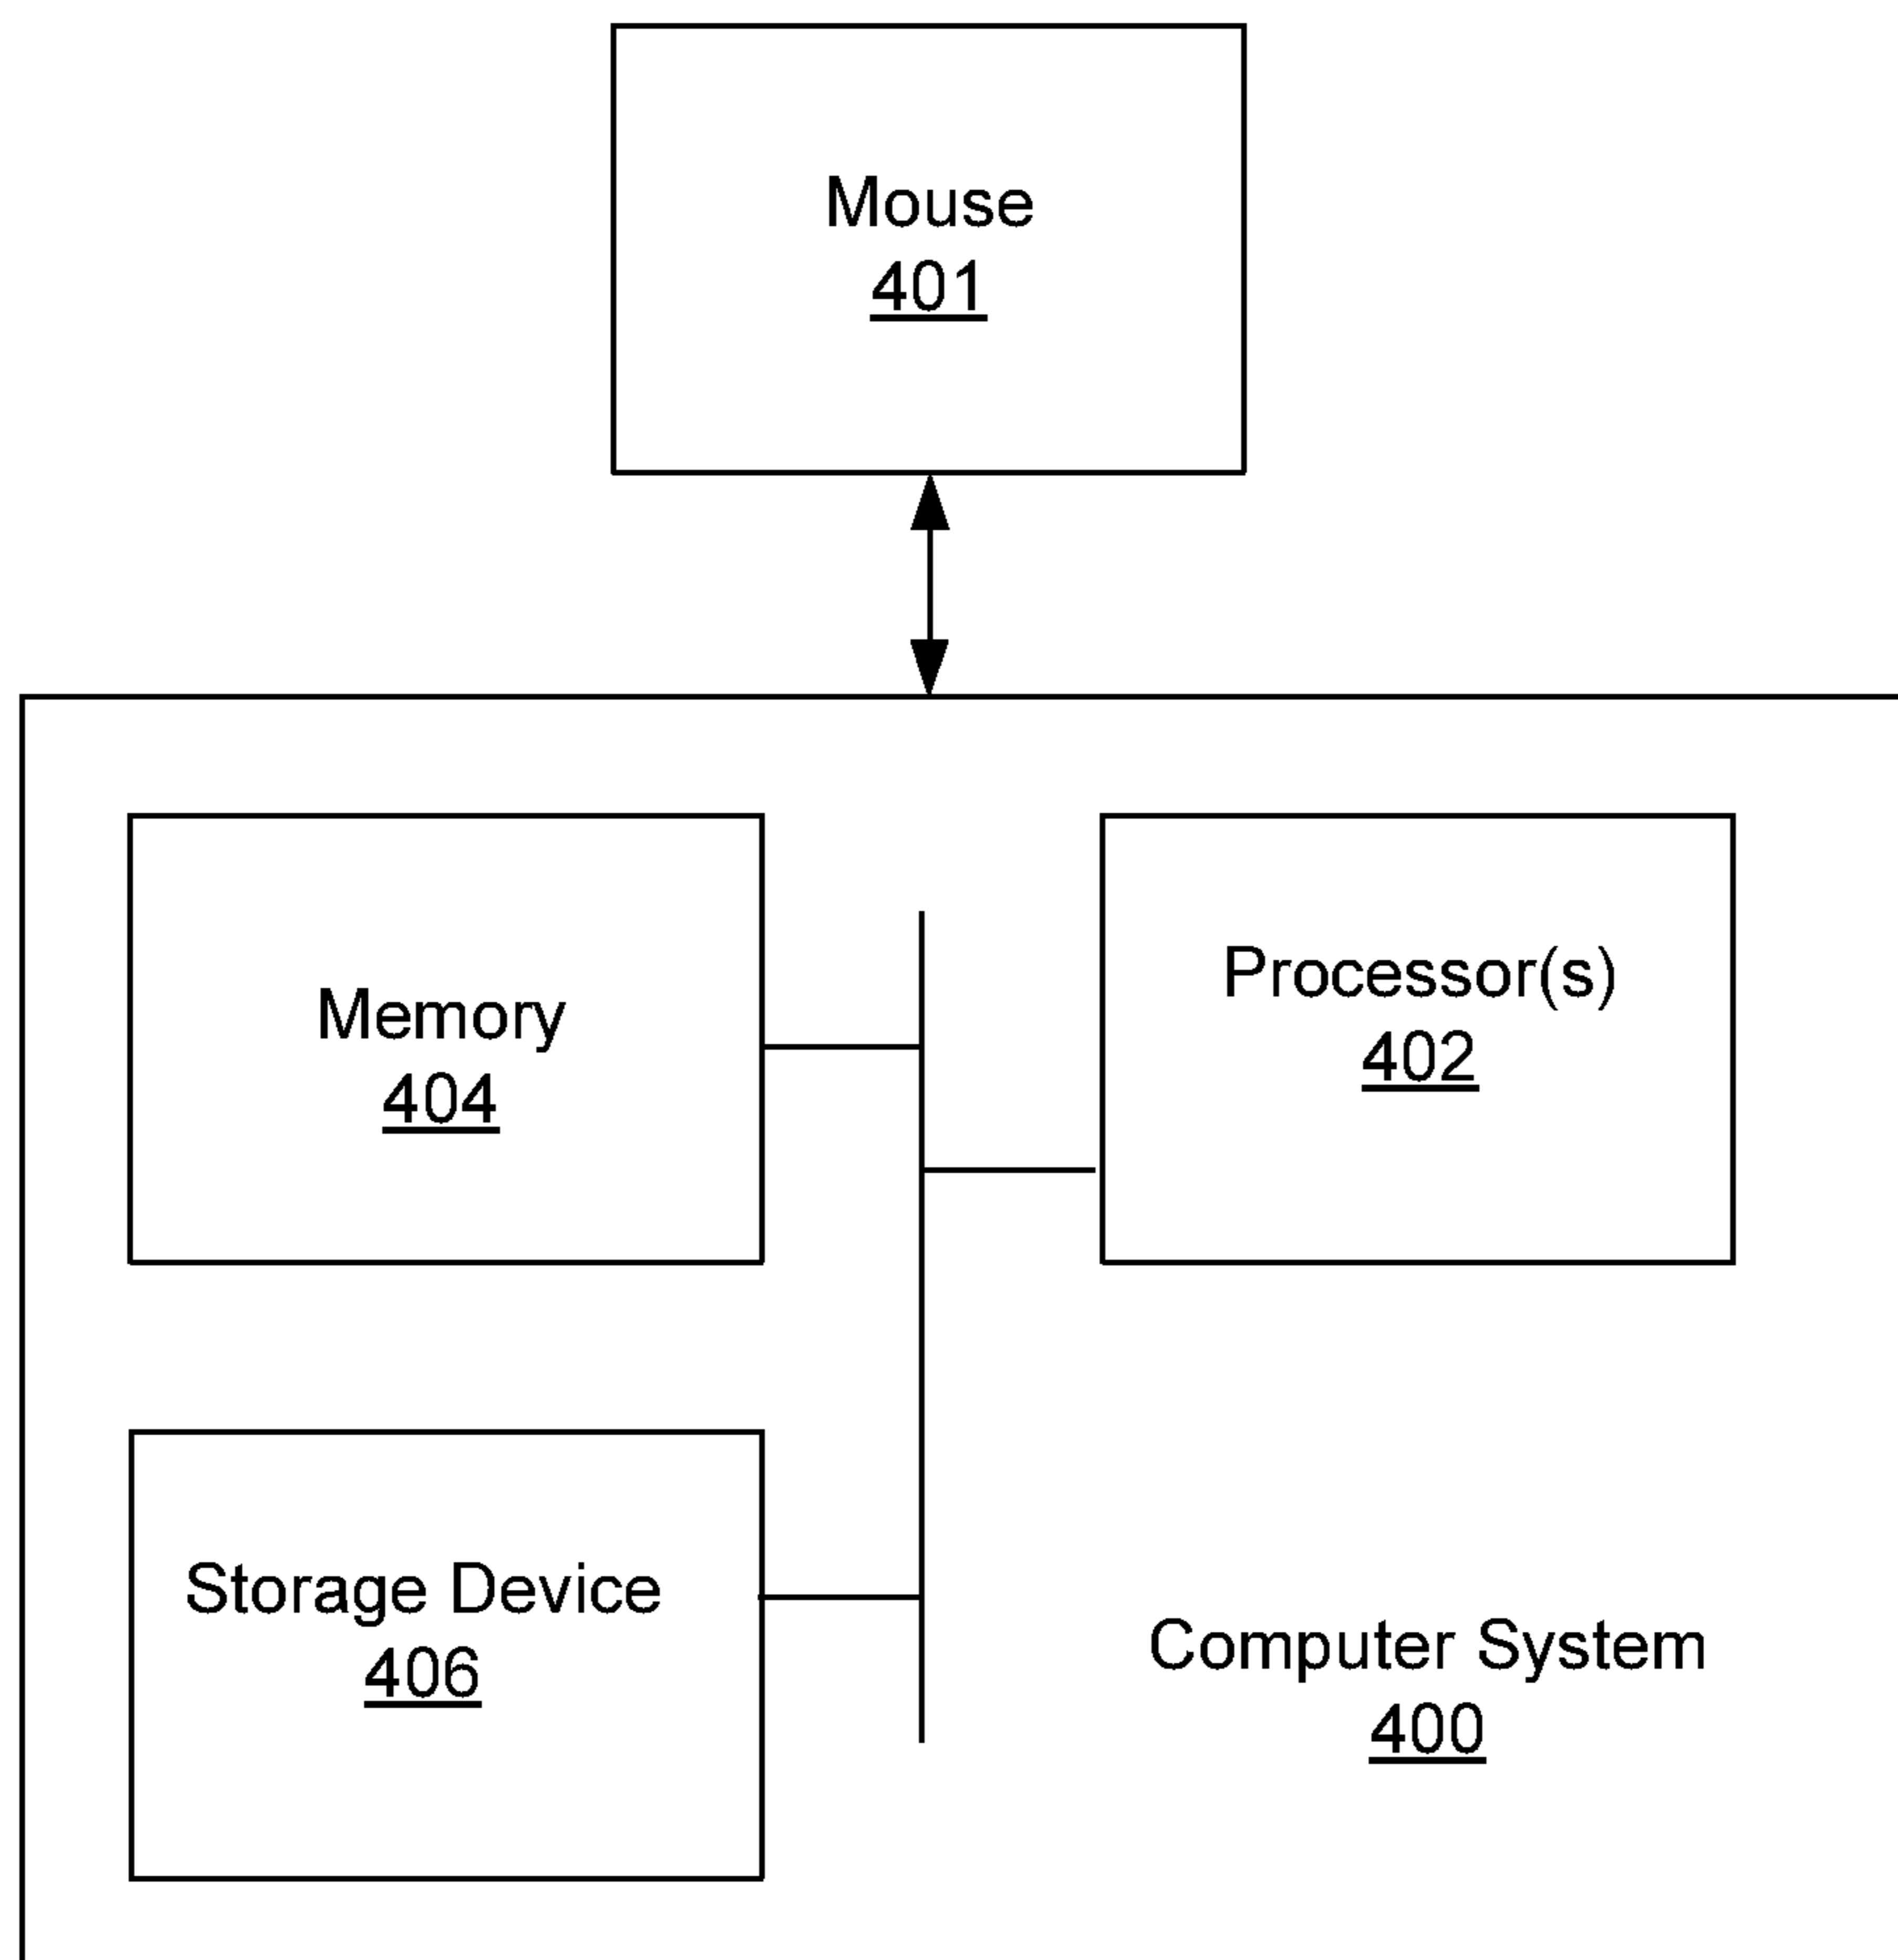 Mouse
401
Memory
404
Processor(s)
402
Storage Device
406
Computer System
400